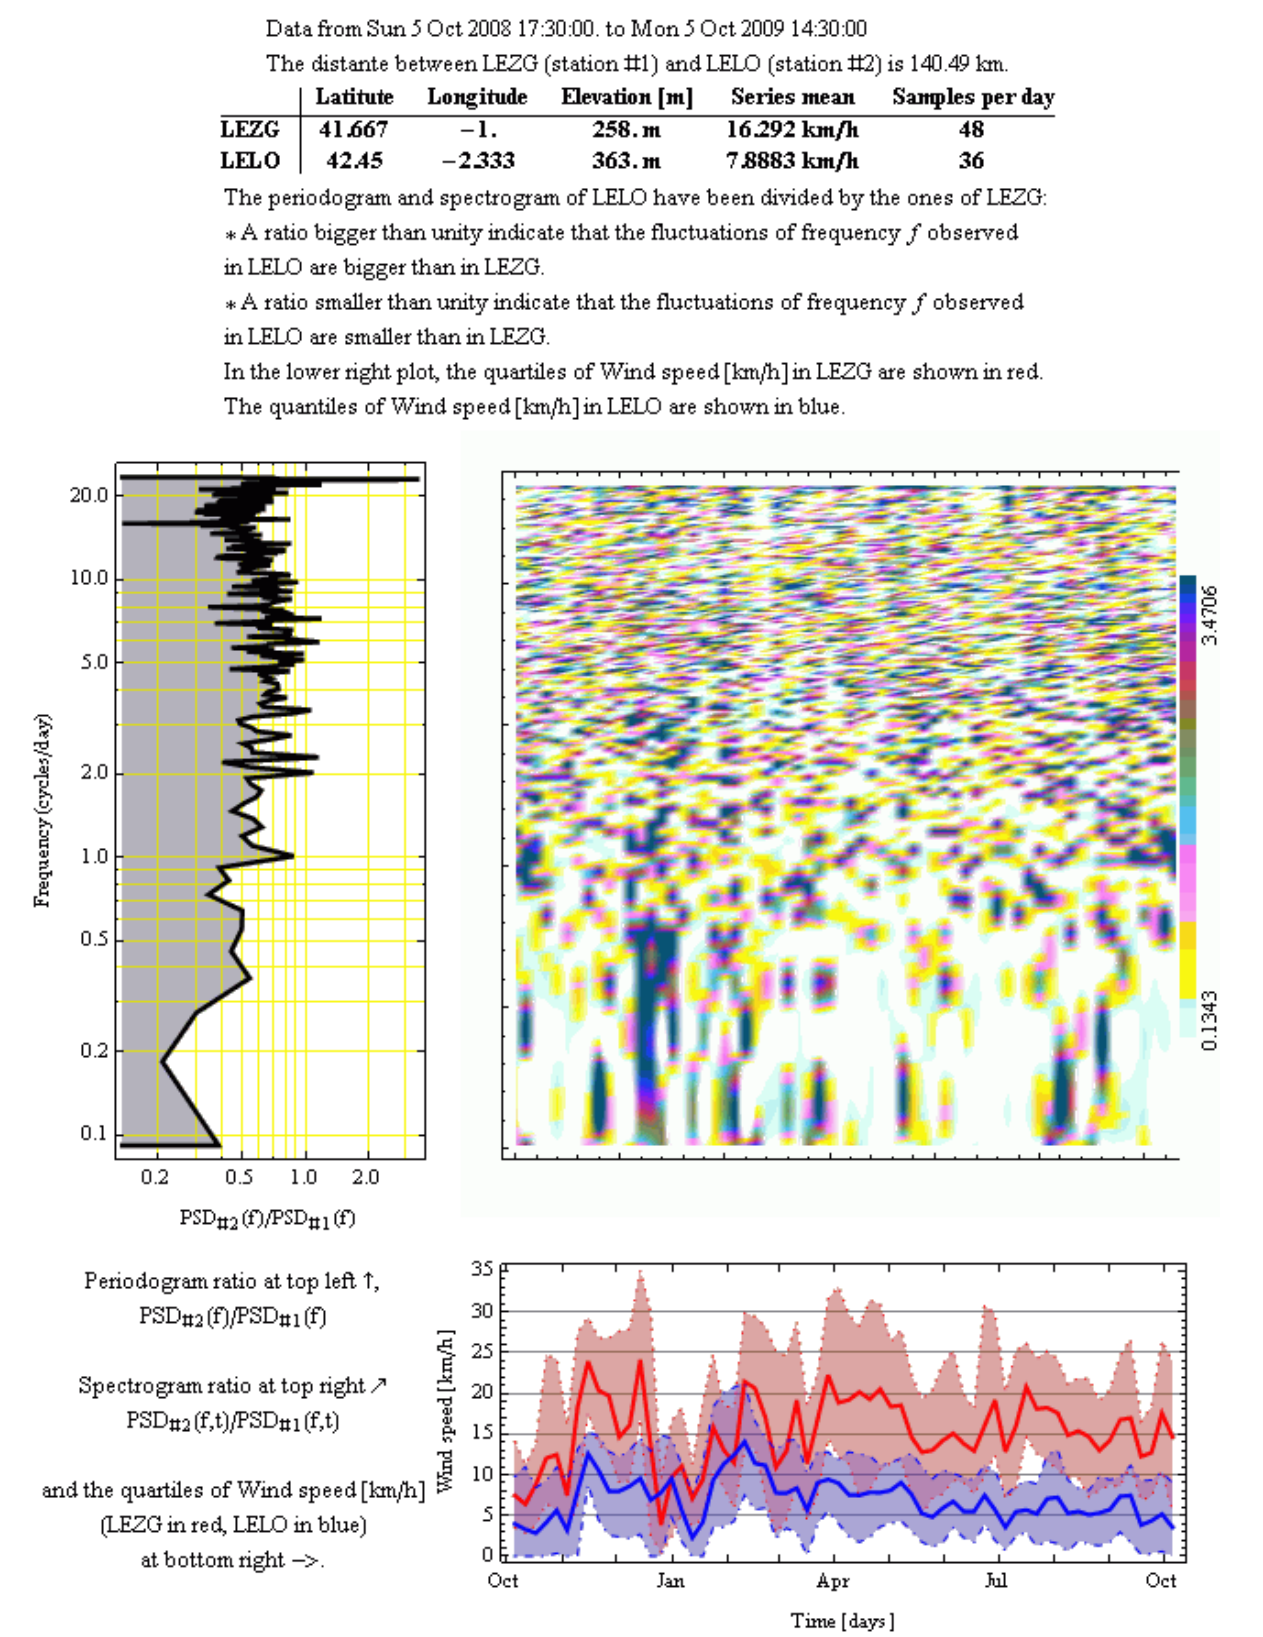 Data from Sun 5 Oct 2008 17:30:00. to Mon 5 Oct 2009 14:30:00
The distante between LEZG (station #1) and LELO (station #2) is 140.49 km.
Latitute Longitude Elevation [m] Series mean Samples per day
LEZG 41.667 −1. 258. m 16.292 km/h 48
LELO 42.45 −2.333 363. m 7.8883 km/h 36
The periodogram and spectrogram of LELO have been divided by the ones of LEZG:
* A ratio bigger than unity indicate that the fluctuations of frequency f observed
in LELO are bigger than in LEZG.
* A ratio smaller than unity indicate that the fluctuations of frequency f observed
in LELO are smaller than in LEZG.
In the lower right plot, the quartiles of Wind speed [km/h] in LEZG are shown in red.
The quantiles of Wind speed [km/h] in LELO are shown in blue.
Frequency (cycles/day)
20.0
10.0
5.0
2.0
1.0
0.5
0.2
0.1
0.2 0.5 1.0 2.0
PSD#2(f)/PSD#1(f)
3.4706
0.1343
Periodogram ratio at top left ↑,
PSD#2(f)/PSD#1(f)
Spectrogram ratio at top right ↗
PSD#2(f,t)/PSD#1(f,t)
and the quartiles of Wind speed [km/h]
(LEZG in red, LELO in blue)
at bottom right −>.
Wind speed [km/h]
35
30
25
20
15
10
5
0
Oct Jan Apr Jul Oct
Time [days]